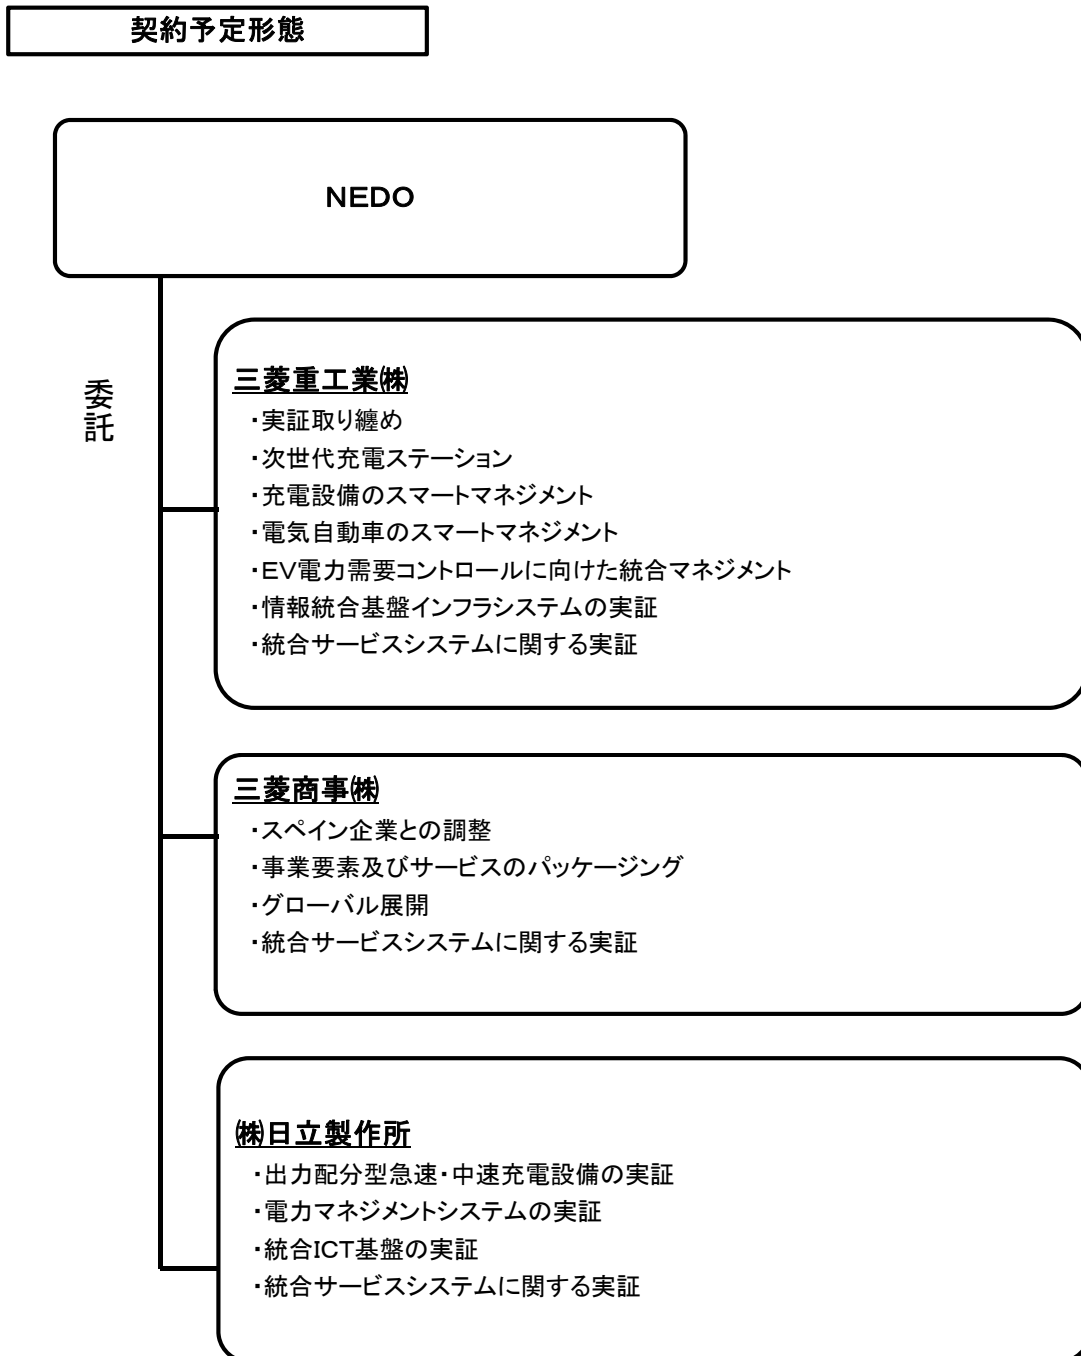 契約予定形態
NEDO
委託
三菱重工業㈱
・実証取り纏め
・次世代充電ステーション
・充電設備のスマートマネジメント
・電気自動車のスマートマネジメント
・EV電力需要コントロールに向けた統合マネジメント
・情報統合基盤インフラシステムの実証
・統合サービスシステムに関する実証
三菱商事㈱
・スペイン企業との調整
・事業要素及びサービスのパッケージング
・グローバル展開
・統合サービスシステムに関する実証
㈱日立製作所
・出力配分型急速・中速充電設備の実証
・電力マネジメントシステムの実証
・統合ICT基盤の実証
・統合サービスシステムに関する実証